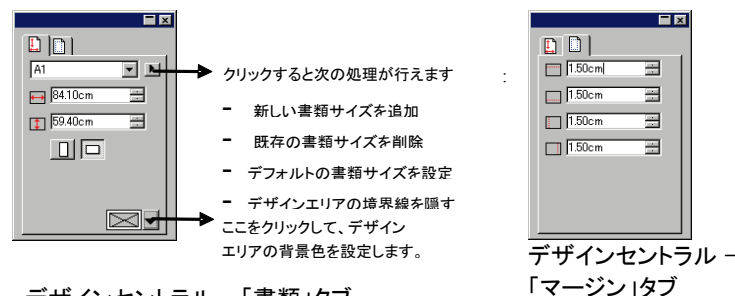 A1
84.10cm
59.40cm
クリックすると次の処理が行えます :
- 新しい書類サイズを追加
- 既存の書類サイズを削除
- デフォルトの書類サイズを設定
- デザインエリアの境界線を隠す
ここをクリックして、デザイン
エリアの背景色を設定します。
デザインセントラル - 「書類」タブ
1.50cm
1.50cm
1.50cm
1.50cm
デザインセントラル –
「マージン」タブ